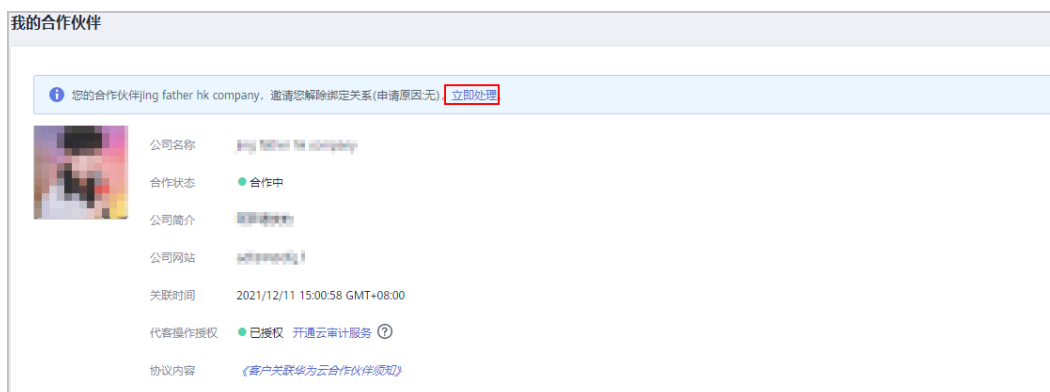 我的合作伙伴
您的合作伙伴jing father hk company，邀请您解除绑定关系(申请原因:无)，立即处理
公司名称
合作状态 合作中
公司简介
公司网站
关联时间 2021/12/11 15:00:58 GMT+08:00
代客操作授权 已授权 开通云审计服务 ?
协议内容 《客户关联华为云合作伙伴须知》